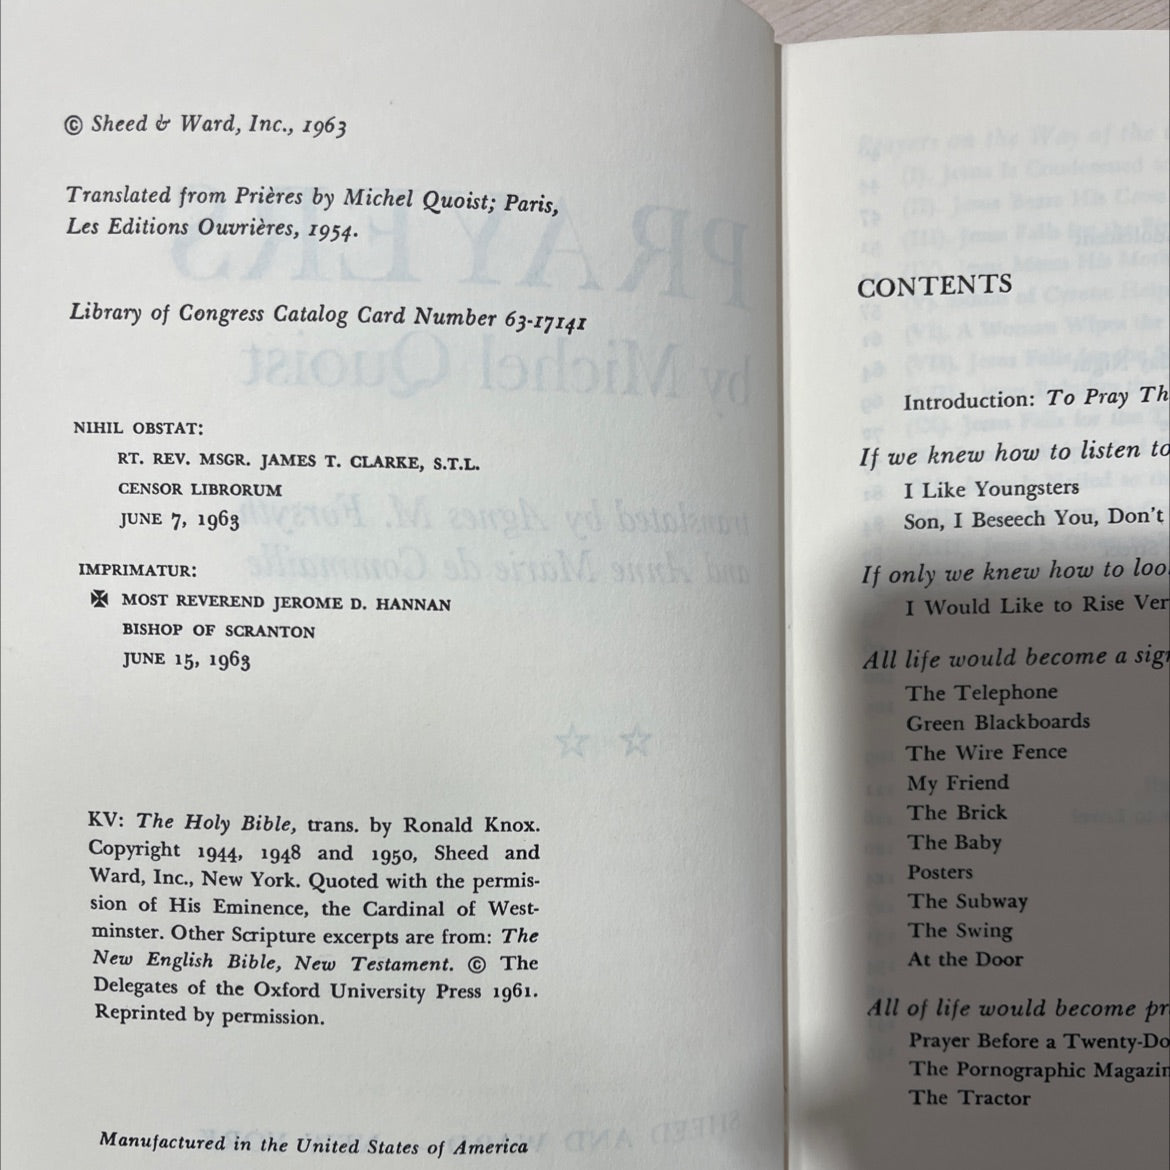 © Sheed & Ward, Inc., 1963
Translated from Prières by Michel Quoist; Paris,
Les Editions Ouvrières, 1954.
Library of Congress Catalog Card Number 63-17141
NIHIL OBSTAT:
RT. REV. MSGR. JAMES T. CLARKE, S.T.L.
CENSOR LIBRORUM
JUNE 7, 1963
IMPRIMATUR:
✠ MOST REVEREND JEROME D. HANNAN
BISHOP OF SCRANTON
JUNE 15, 1963
KV: The Holy Bible, trans. by Ronald Knox.
Copyright 1944, 1948 and 1950, Sheed and
Ward, Inc., New York. Quoted with the permis-
sion of His Eminence, the Cardinal of West-
minster. Other Scripture excerpts are from: The
New English Bible, New Testament. © The
Delegates of the Oxford University Press 1961.
Reprinted by permission.
Manufactured in the United States of America
CONTENTS
Introduction: To Pray Th
If we knew how to listen to
I Like Youngsters
Son, I Beseech You, Don't
If only we knew how to loo
I Would Like to Rise Ver
All life would become a sign
The Telephone
Green Blackboards
The Wire Fence
My Friend
The Brick
The Baby
Posters
The Subway
The Swing
At the Door
All of life would become pr
Prayer Before a Twenty-Do
The Pornographic Magazin
The Tractor